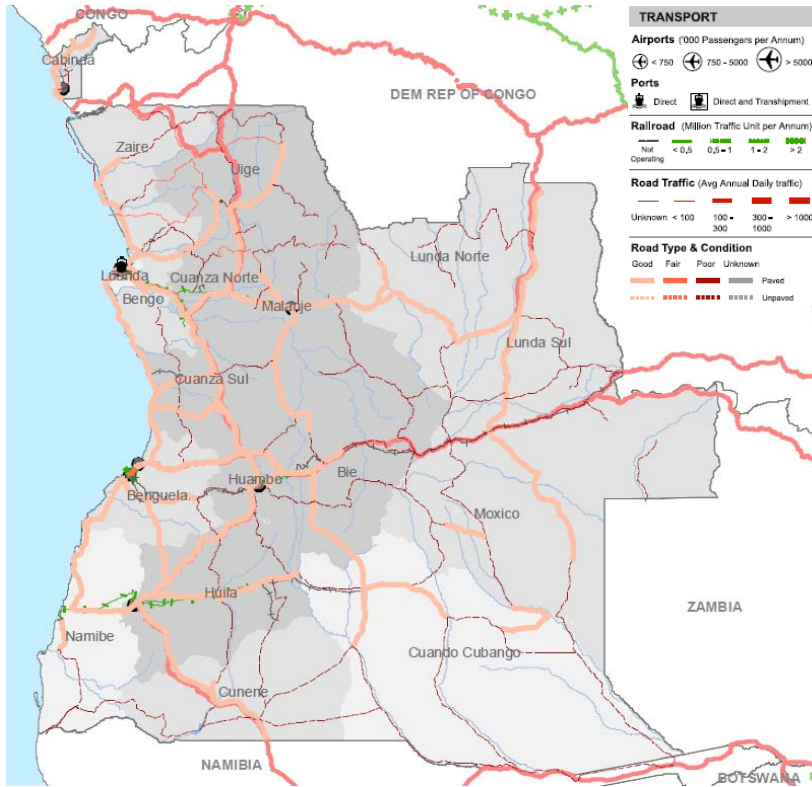 CONGO
Cabinda
DEM REP OF CONGO
Zaire
Uige
Luanda
Bengo
Cuanza Norte
Malanje
Lunda Norte
Lunda Sul
Cuanza Sul
Benguela
Huambo
Bie
Moxico
Huila
Namibe
Cunene
Cuando Cubango
ZAMBIA
NAMIBIA
BOTSWANA
TRANSPORT
Airports ('000 Passengers per Annum)
< 750 750 - 5000 > 5000
Ports
Direct Direct and Transhipment
Railroad (Million Traffic Unit per Annum)
Not Operating < 0,5 0,5 - 1 1 - 2 > 2
Road Traffic (Avg Annual Daily traffic)
Unknown < 100 100 - 300 300 - 1000 > 1000
Road Type & Condition
Good Fair Poor Unknown
Paved
Unpaved